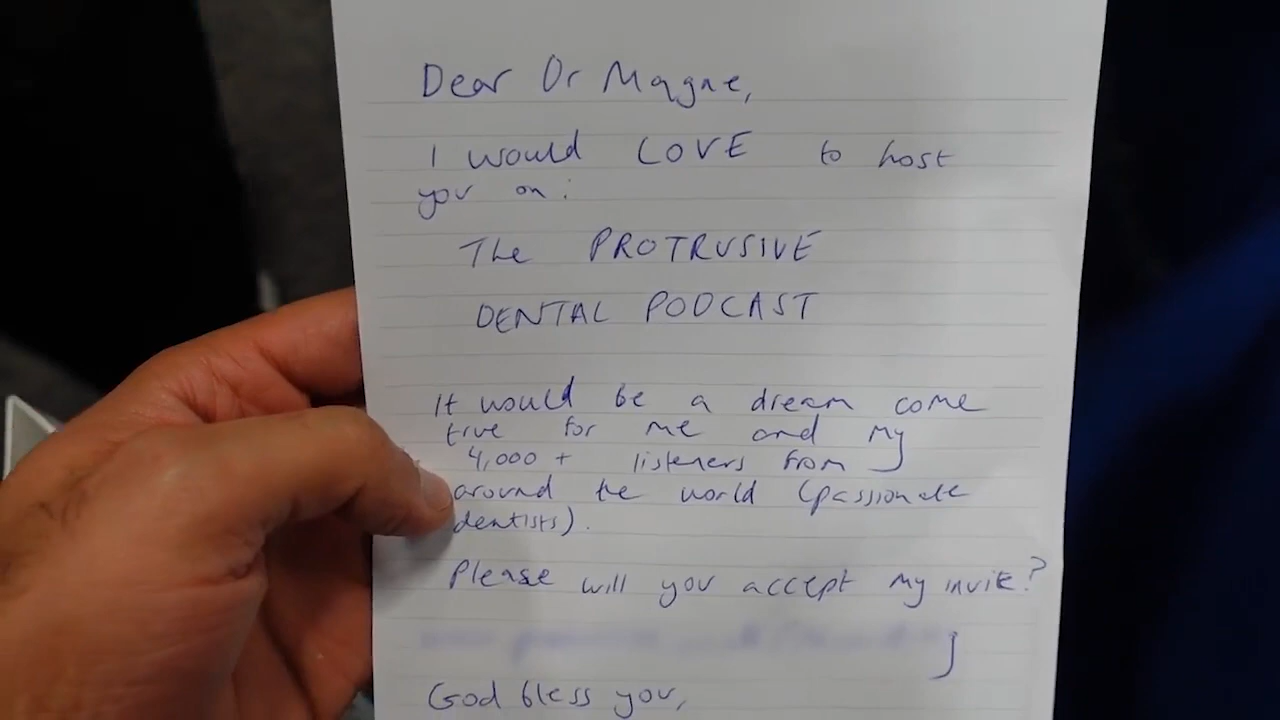 Dear Dr Magne,
I would LOVE to host
you on:
The PROTRUSIVE
DENTAL PODCAST
It would be a dream come
true for me and my
4,000+ listeners from
around the world (passionate
dentists).
Please will you accept my invite?
God bless you,